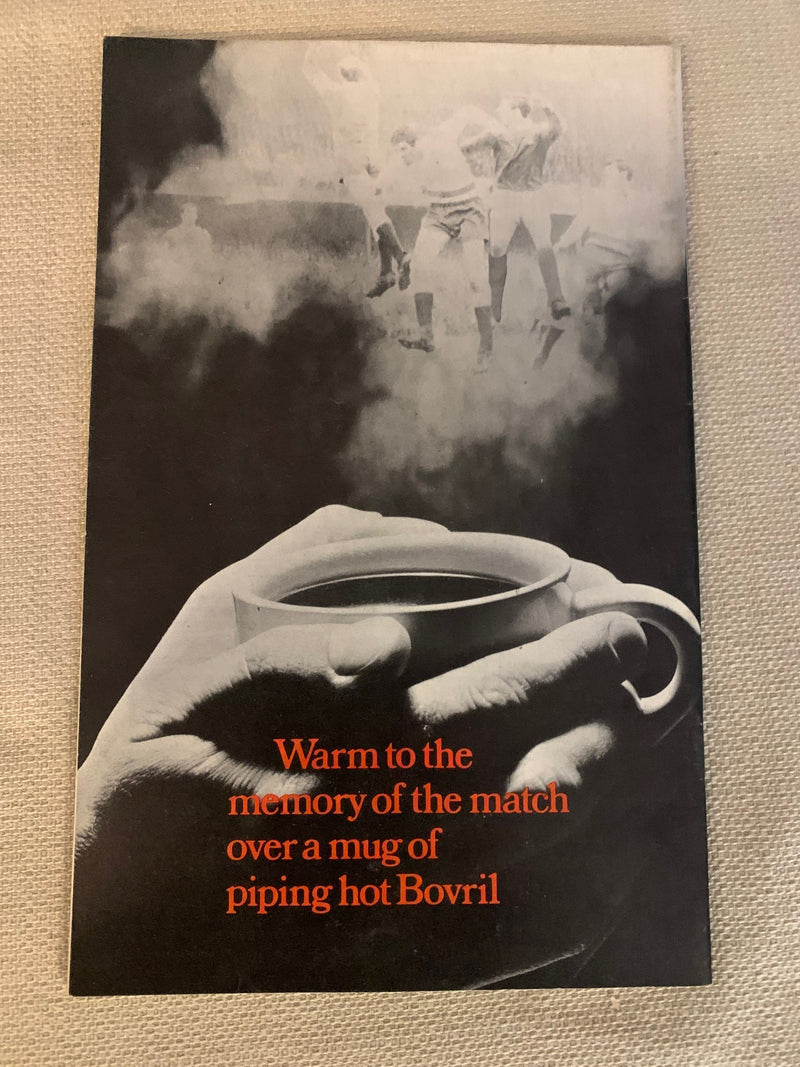 Warm to the
memory of the match
over a mug of
piping hot Bovril